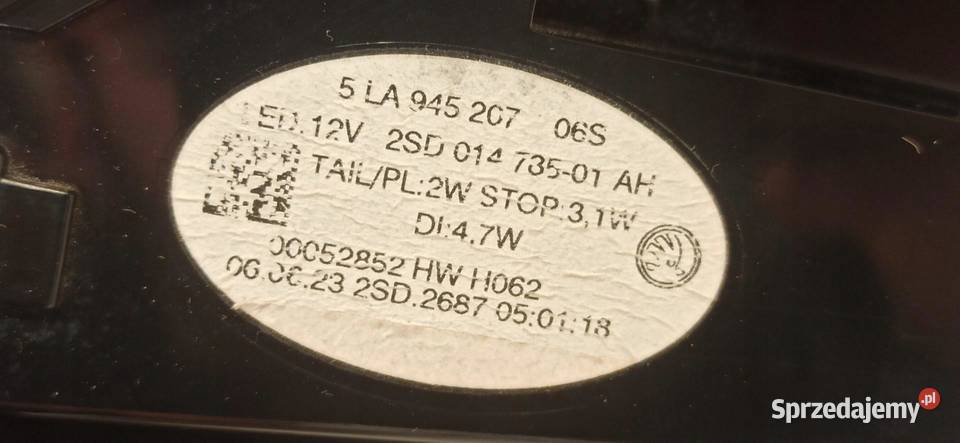 5 LA 945 207 06S
LED.12V 2SD 014 735-01 AH
TAIL/PL:2W STOP:3,1W
DI:4,7W
00052852 HW H062
06.06.23 2SD.2687 05:01:18
Sprzedajemy.pl